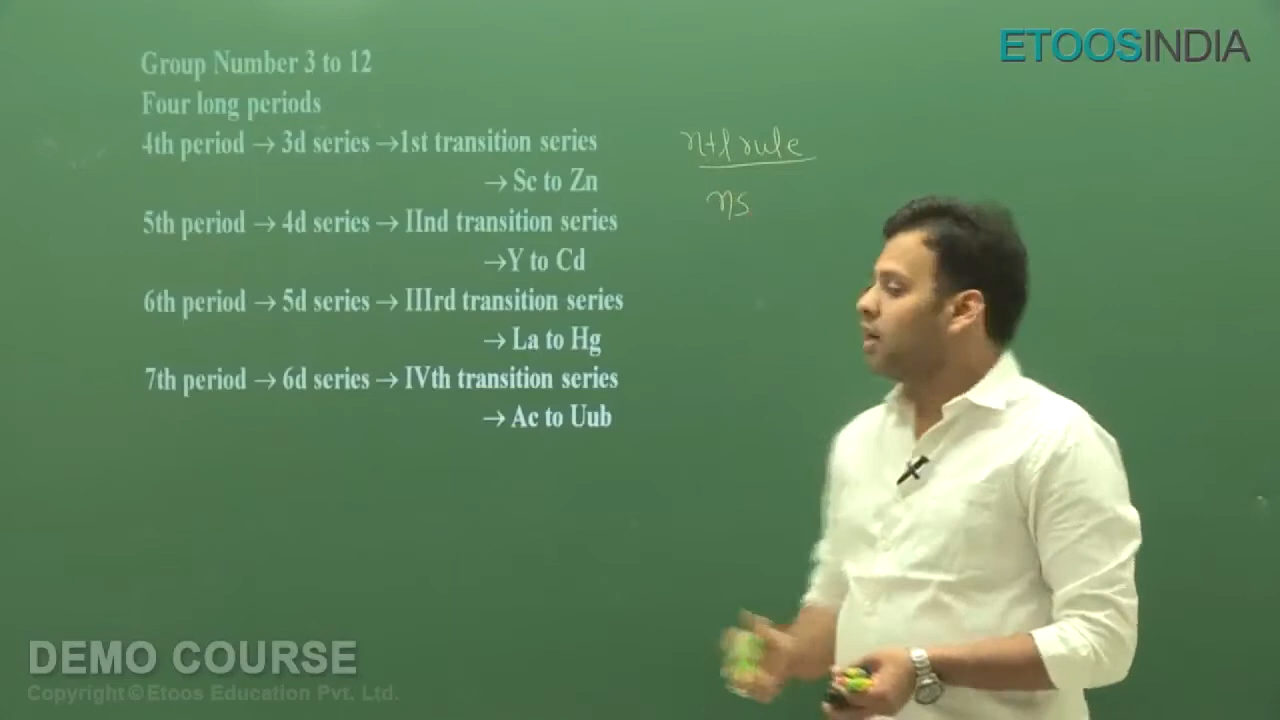 ETOOSINDIA
Group Number 3 to 12
Four long periods
4th period → 3d series →1st transition series
→ Sc to Zn
5th period → 4d series → IInd transition series
→Y to Cd
6th period → 5d series → IIIrd transition series
→ La to Hg
7th period → 6d series → IVth transition series
→ Ac to Uub
n+l rule
ns
DEMO COURSE
Copyright©Etoos Education Pvt. Ltd.